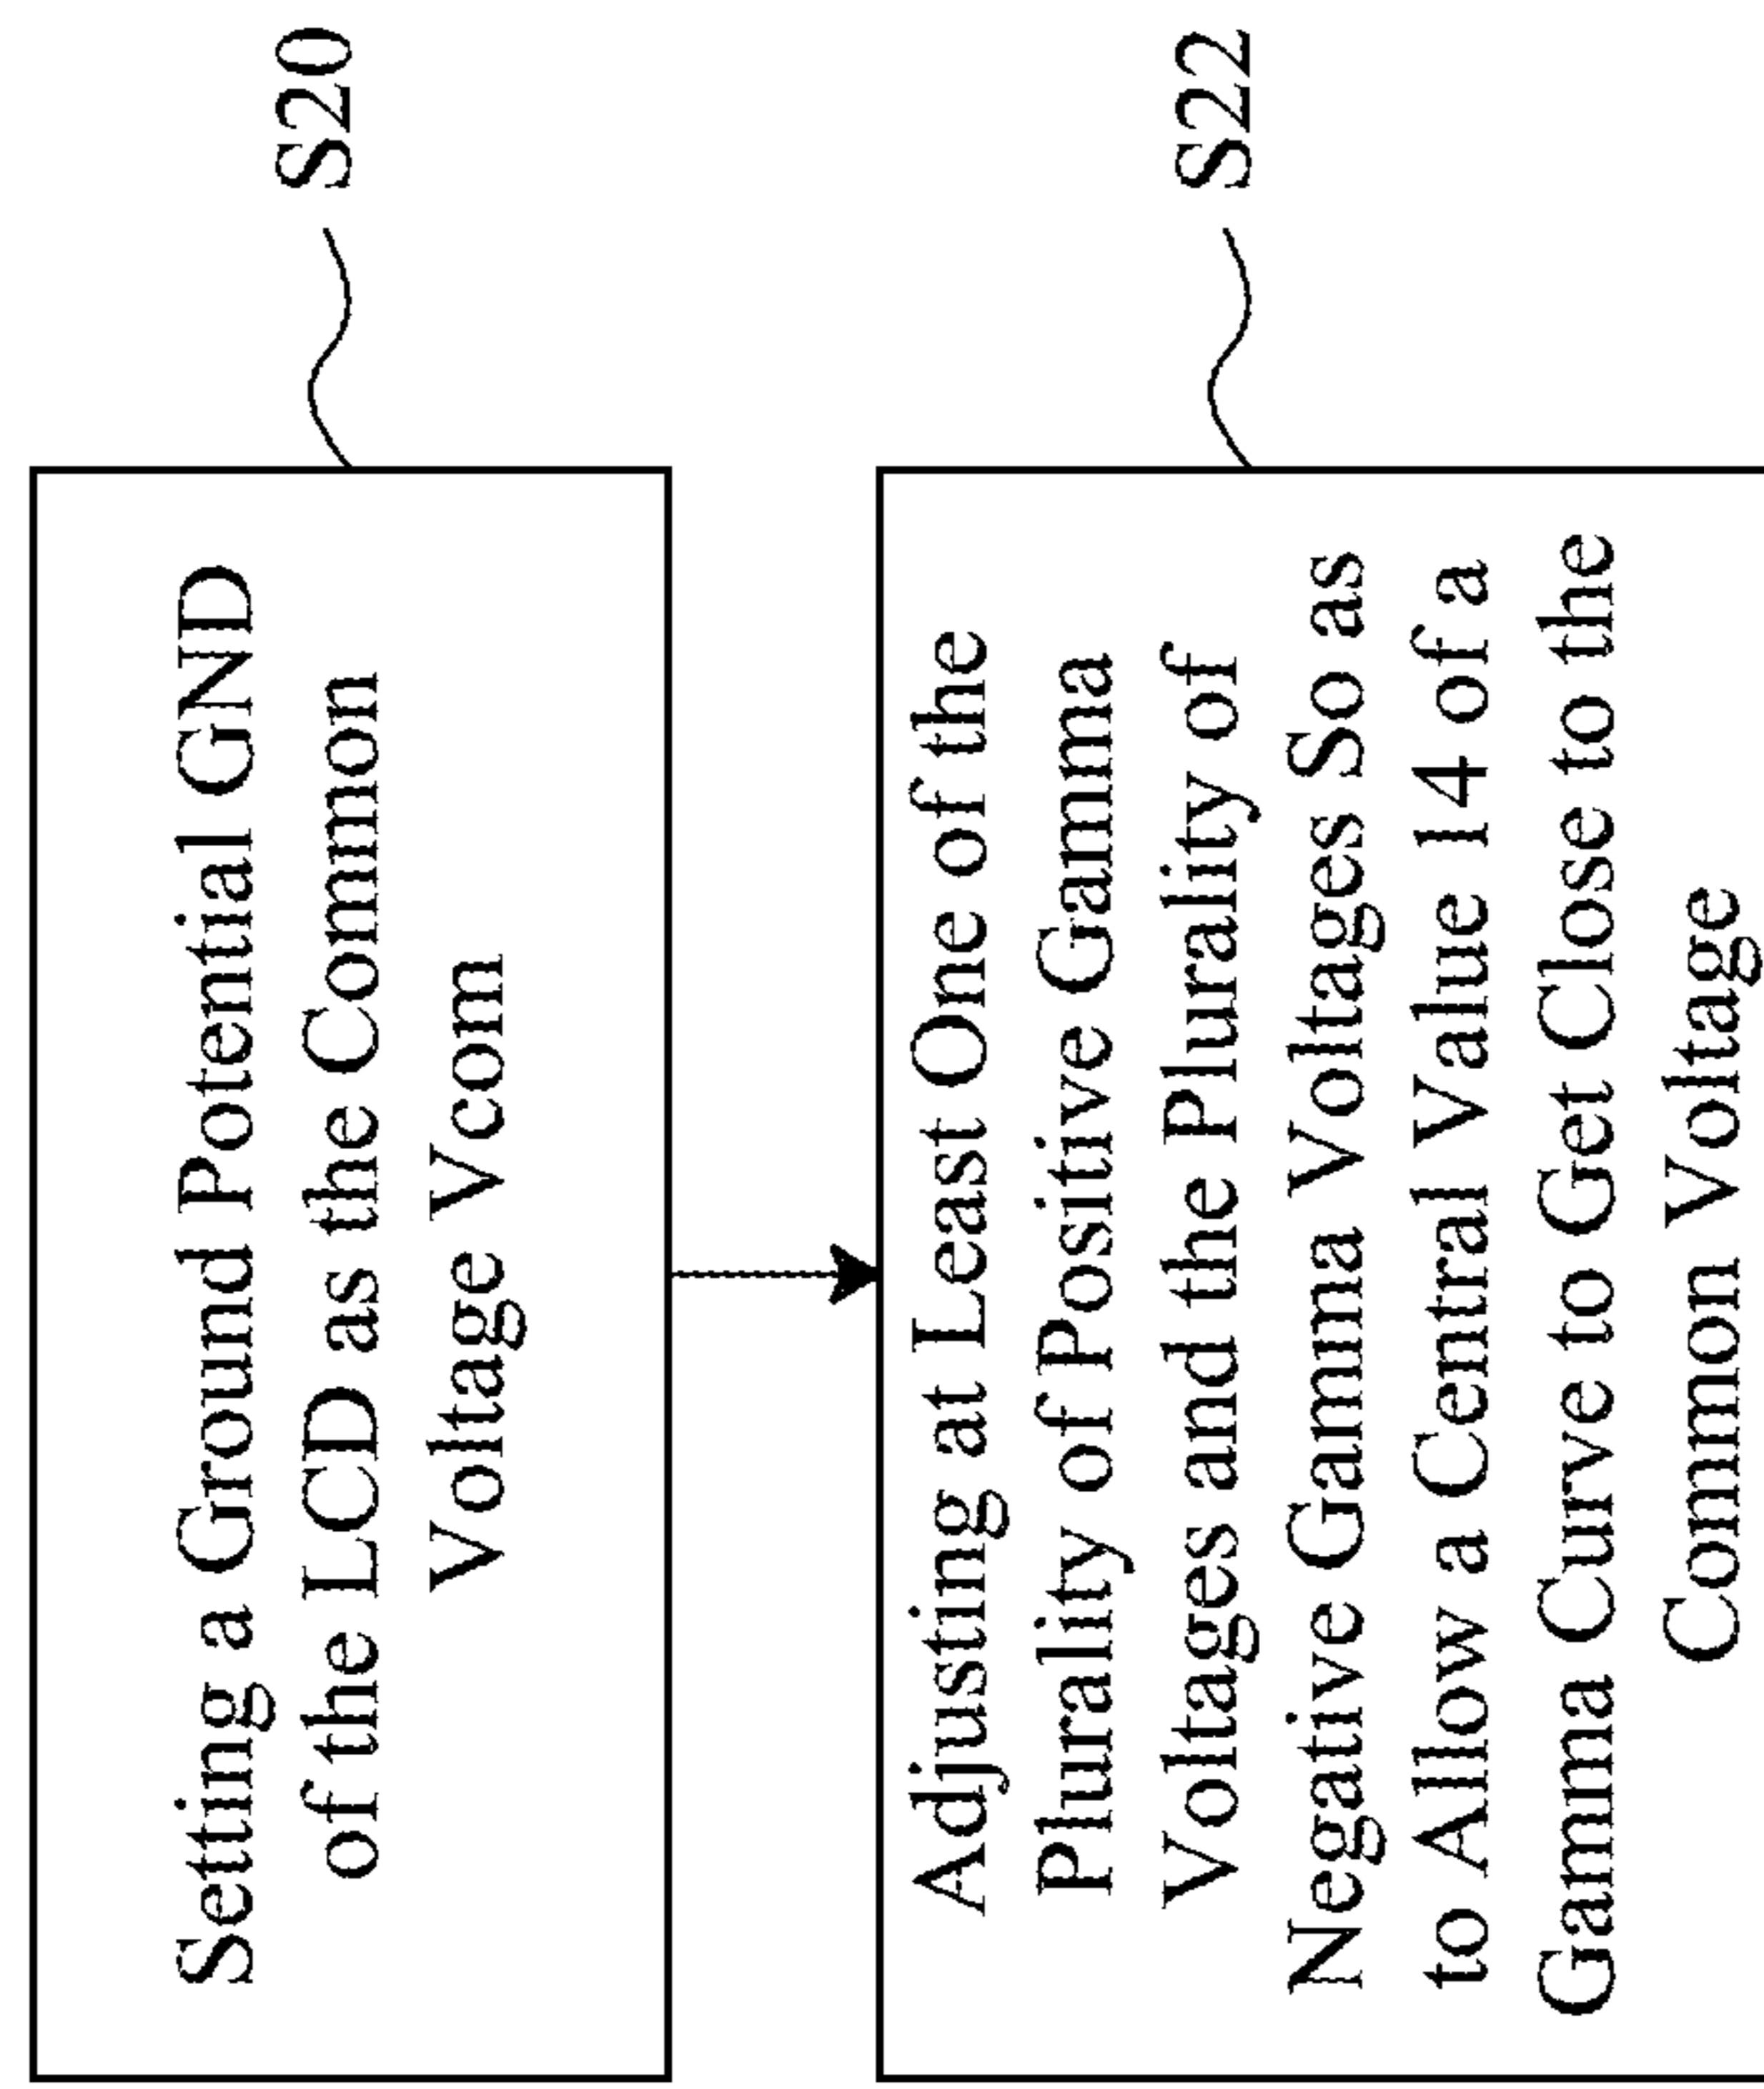 Setting a Ground Potential GND
of the LCD as the Common
Voltage Vcom
S20
Adjusting at Least One of the
Plurality of Positive Gamma
Voltages and the Plurality of
Negative Gamma Voltages So as
to Allow a Central Value 14 of a
Gamma Curve to Get Close to the
Common Voltage
S22